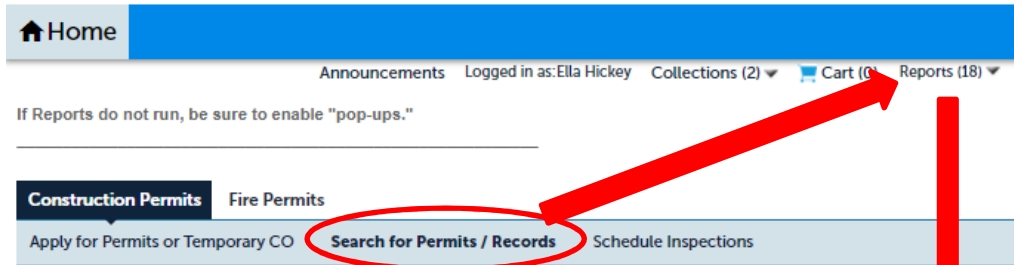 Home
Announcements Logged in as:Ella Hickey Collections (2) Cart (0) Reports (18)
If Reports do not run, be sure to enable "pop-ups."
Construction Permits Fire Permits
Apply for Permits or Temporary CO Search for Permits / Records Schedule Inspections